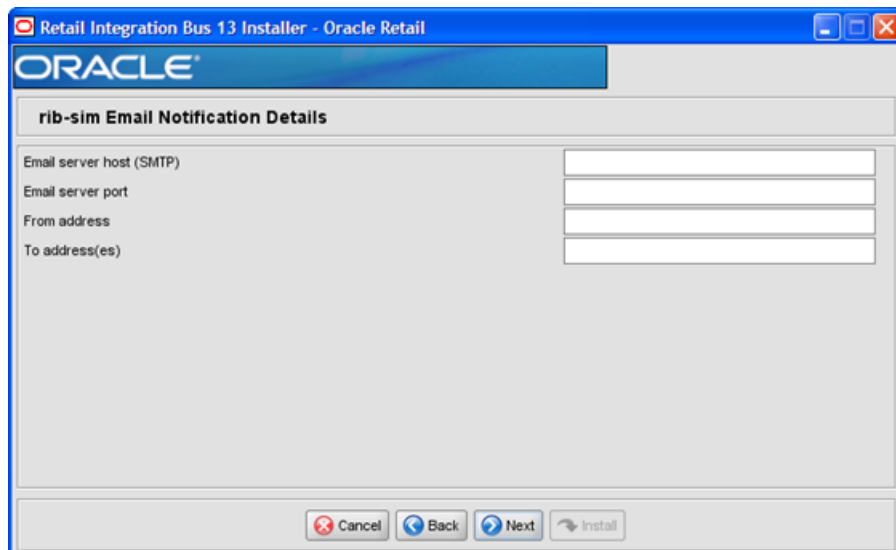 Retail Integration Bus 13 Installer - Oracle Retail
ORACLE®
rib-sim Email Notification Details
Email server host (SMTP)
Email server port
From address
To address(es)
Cancel Back Next Install